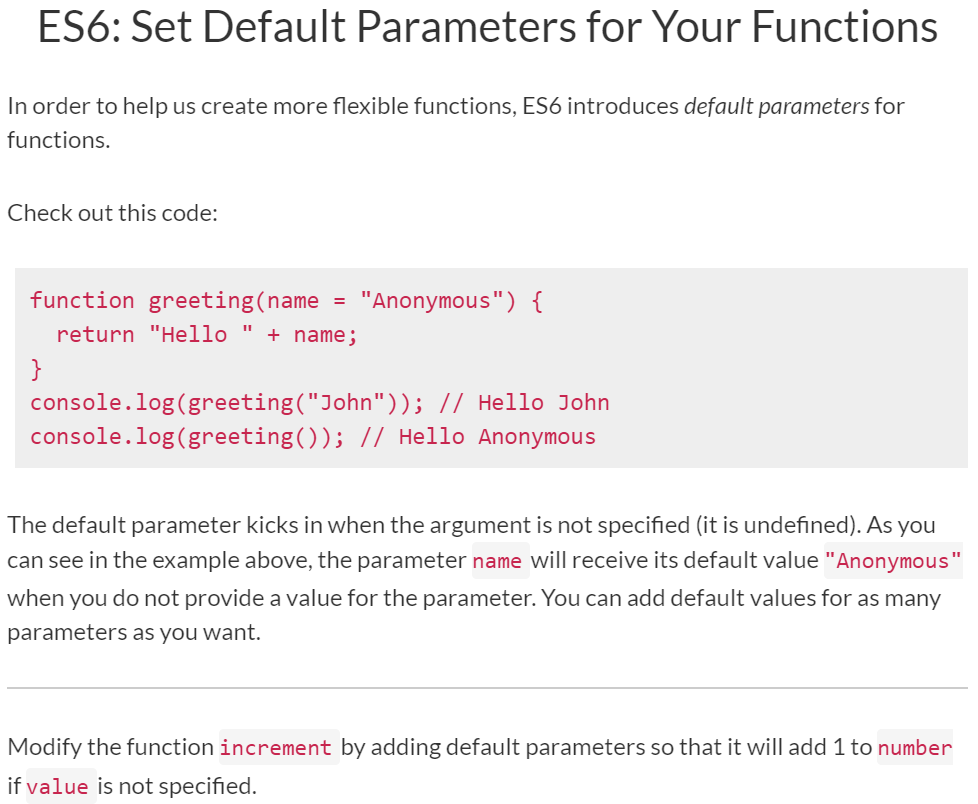 ES6: Set Default Parameters for Your Functions
In order to help us create more flexible functions, ES6 introduces default parameters for
functions.
Check out this code:
function greeting(name = "Anonymous") {
  return "Hello " + name;
}
console.log(greeting("John")); // Hello John
console.log(greeting()); // Hello Anonymous
The default parameter kicks in when the argument is not specified (it is undefined). As you
can see in the example above, the parameter name will receive its default value "Anonymous"
when you do not provide a value for the parameter. You can add default values for as many
parameters as you want.
Modify the function increment by adding default parameters so that it will add 1 to number
if value is not specified.